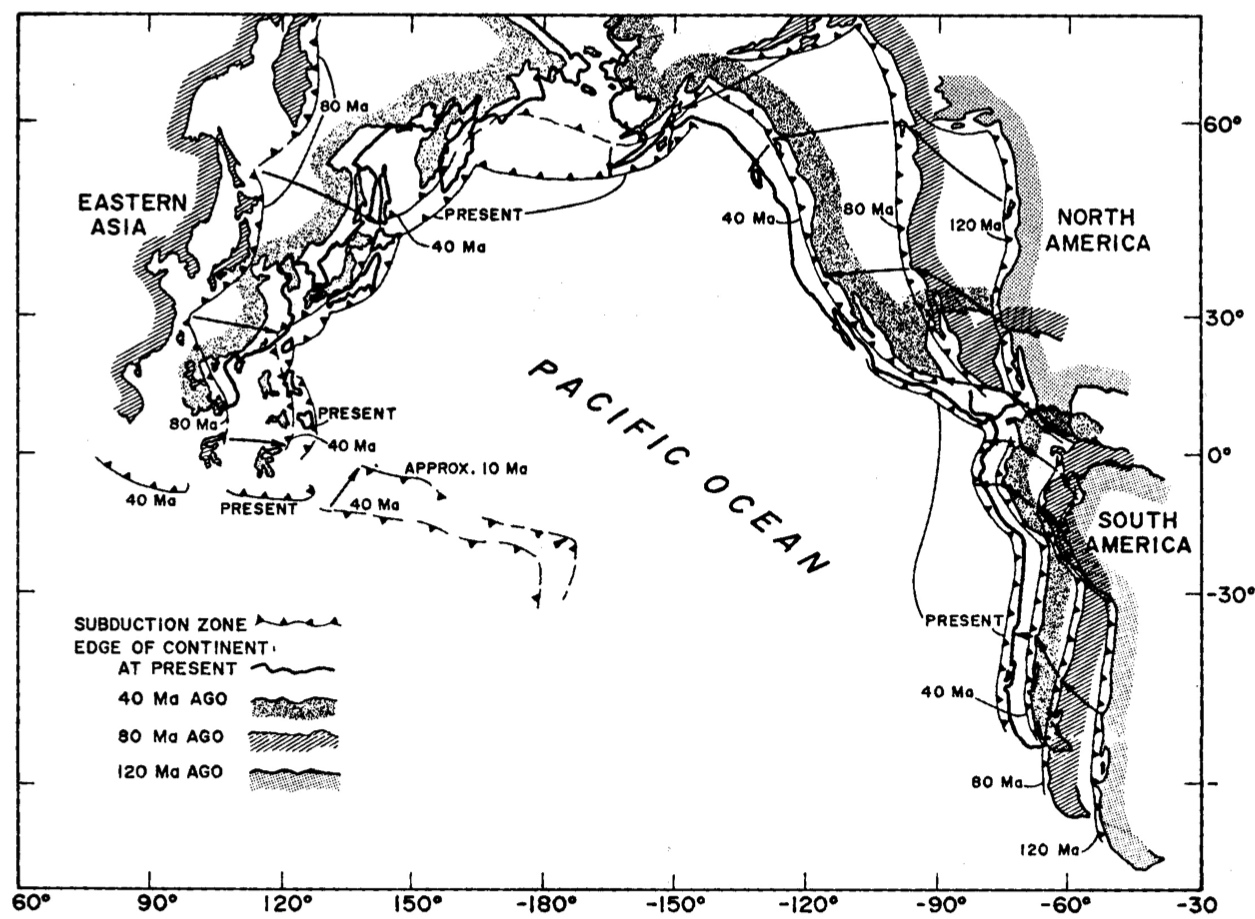 80 Ma
60°
EASTERN
ASIA
PRESENT
40 Ma
40 Ma
80 Ma
120 Ma
NORTH
AMERICA
30°
PACIFIC OCEAN
80 Ma
PRESENT
40 Ma
0°
40 Ma
PRESENT
APPROX. 10 Ma
40 Ma
SOUTH
AMERICA
-30°
PRESENT
SUBDUCTION ZONE
EDGE OF CONTINENT:
AT PRESENT
40 Ma AGO
80 Ma AGO
120 Ma AGO
40 Ma
80 Ma
120 Ma
60° 90° 120° 150° -180° -150° -120° -90° -60° -30